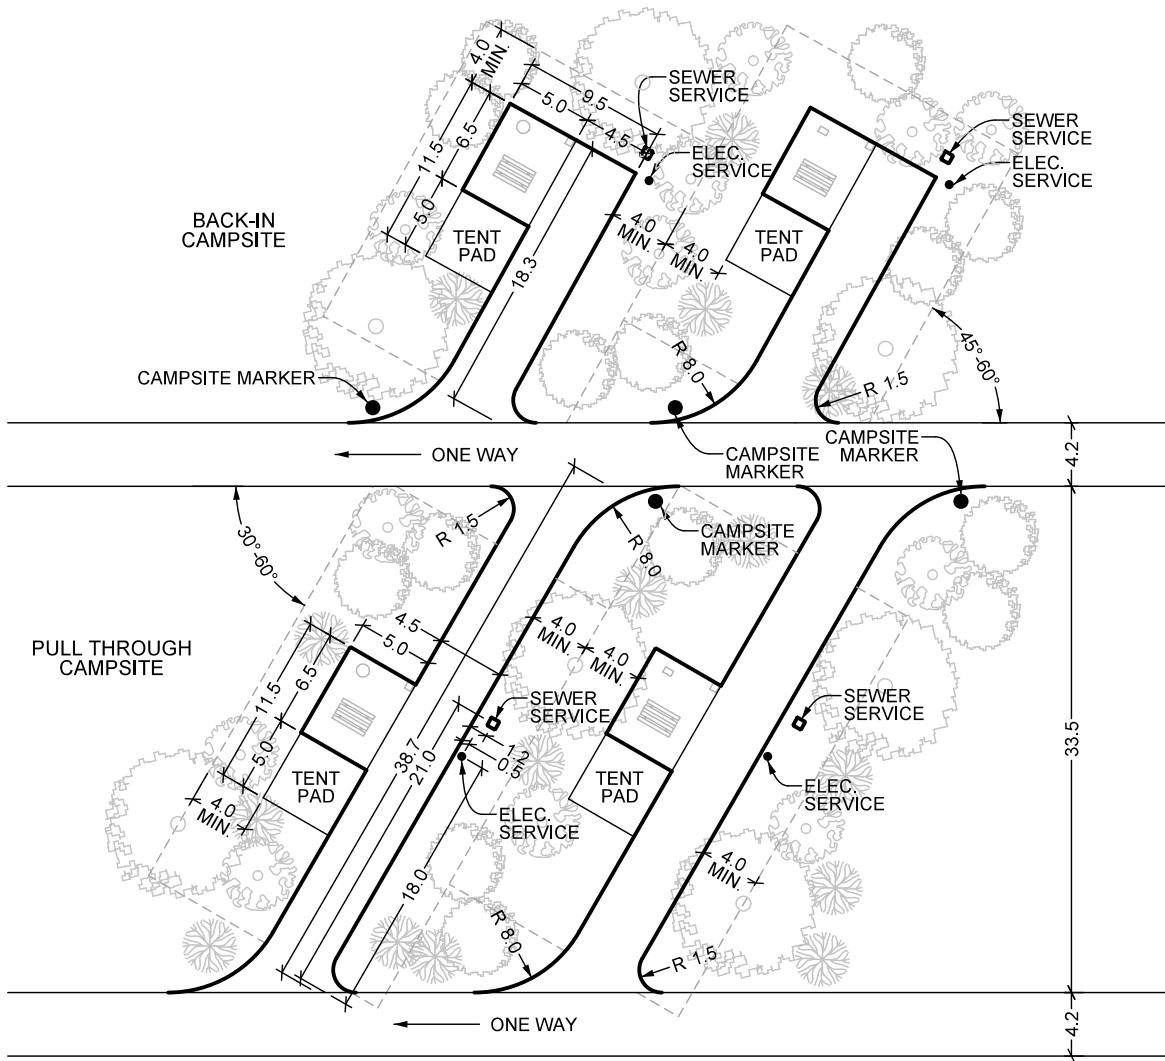 4.0
MIN.
9.5
5.0
4.5
SEWER
SERVICE
ELEC.
SERVICE
SEWER
SERVICE
ELEC.
SERVICE
11.5
6.5
5.0
BACK-IN
CAMPSITE
TENT
PAD
18.3
4.0
MIN.
4.0
MIN.
TENT
PAD
45°-60°
R 8.0
R 1.5
CAMPSITE MARKER
CAMPSITE
MARKER
CAMPSITE
MARKER
ONE WAY
4.2
R 1.5
R 8.0
CAMPSITE
MARKER
30°-60°
PULL THROUGH
CAMPSITE
4.5
5.0
11.5
6.5
5.0
4.0
MIN.
4.0
MIN.
4.0
MIN.
TENT
PAD
38.7
21.0
18.0
SEWER
SERVICE
1.2
0.5
ELEC.
SERVICE
TENT
PAD
SEWER
SERVICE
ELEC.
SERVICE
33.5
4.0
MIN.
R 8.0
R 1.5
ONE WAY
4.2